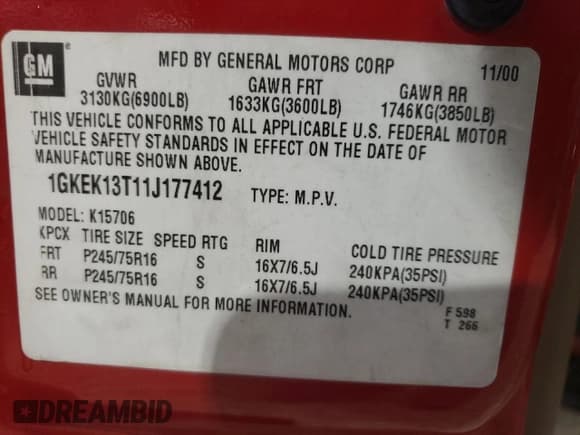 GM ®
MFD BY GENERAL MOTORS CORP 11/00
GVWR GAWR FRT GAWR RR
3130KG(6900LB) 1633KG(3600LB) 1746KG(3850LB)
THIS VEHICLE CONFORMS TO ALL APPLICABLE U.S. FEDERAL MOTOR
VEHICLE SAFETY STANDARDS IN EFFECT ON THE DATE OF
MANUFACTURE SHOWN ABOVE.
1GKEK13T11J177412 TYPE: M.P.V.
MODEL: K15706
KPCX TIRE SIZE SPEED RTG RIM COLD TIRE PRESSURE
FRT P245/75R16 S 16X7/6.5J 240KPA(35PSI)
RR P245/75R16 S 16X7/6.5J 240KPA(35PSI)
SEE OWNER'S MANUAL FOR MORE INFORMATION.
F 598
T 266
DREAMBID